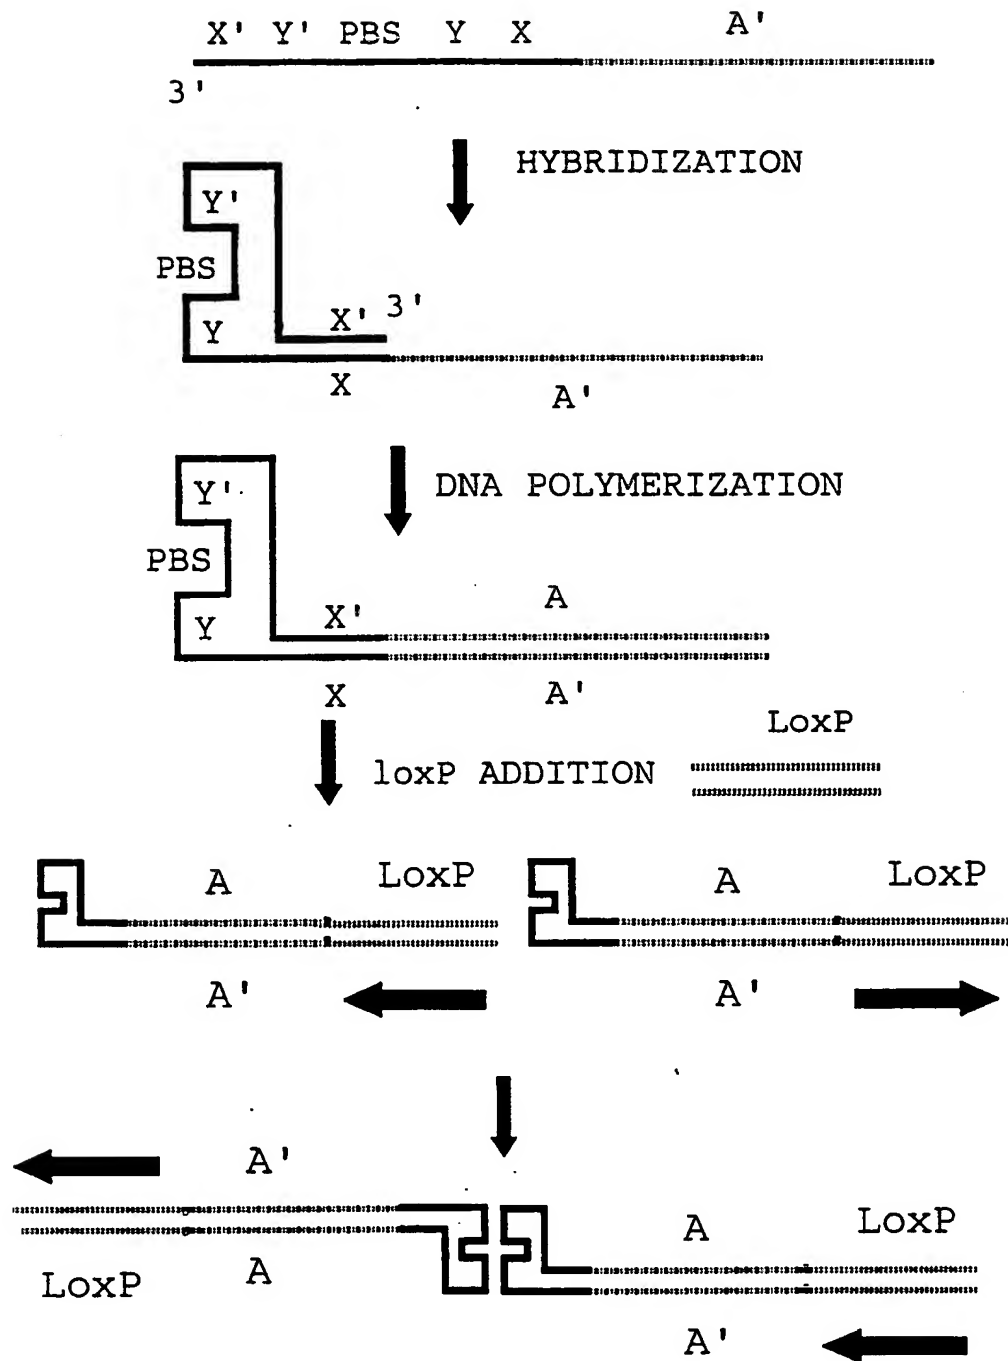 X' Y' PBS Y X A'
3'
HYBRIDIZATION
Y'
PBS
Y X' 3'
X A'
DNA POLYMERIZATION
Y'
PBS
A
Y X'
X A'
LoxP
loxP ADDITION
A LoxP A LoxP
A' A'
A'
A LoxP
LoxP A
A'